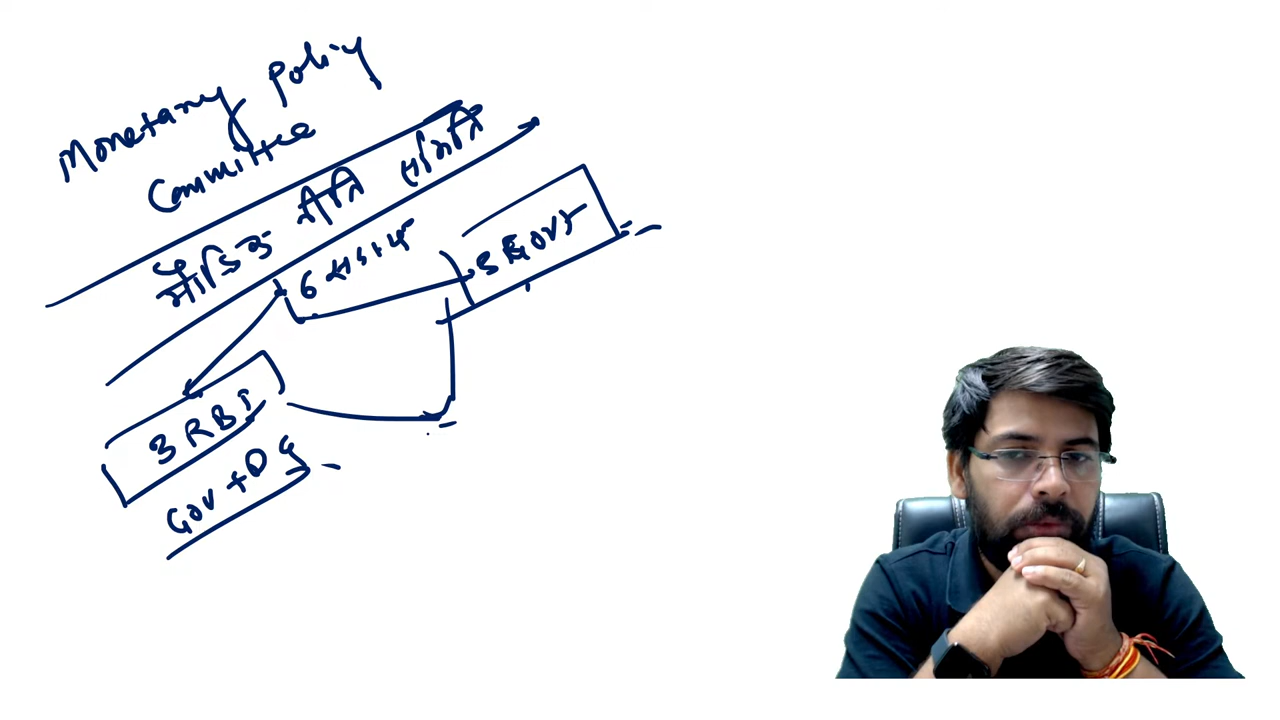 Monetary Policy
Committee
मौद्रिक नीति समिति
6 सदस्य
3 Govt
3 RBI
Gov + DG